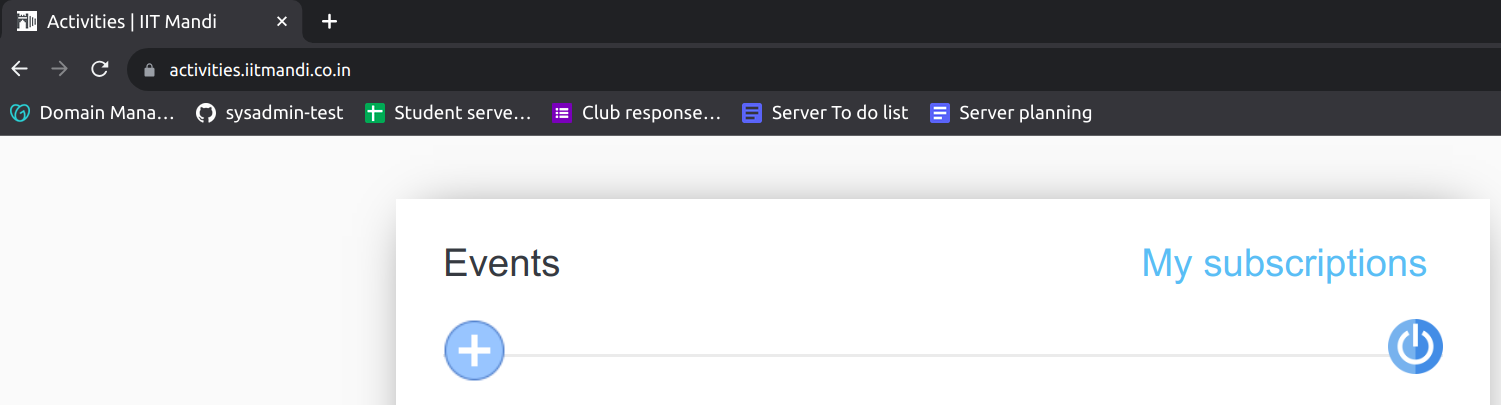 Activities | IIT Mandi
activities.iitmandi.co.in
Domain Mana… sysadmin-test Student serve… Club response… Server To do list Server planning
Events My subscriptions